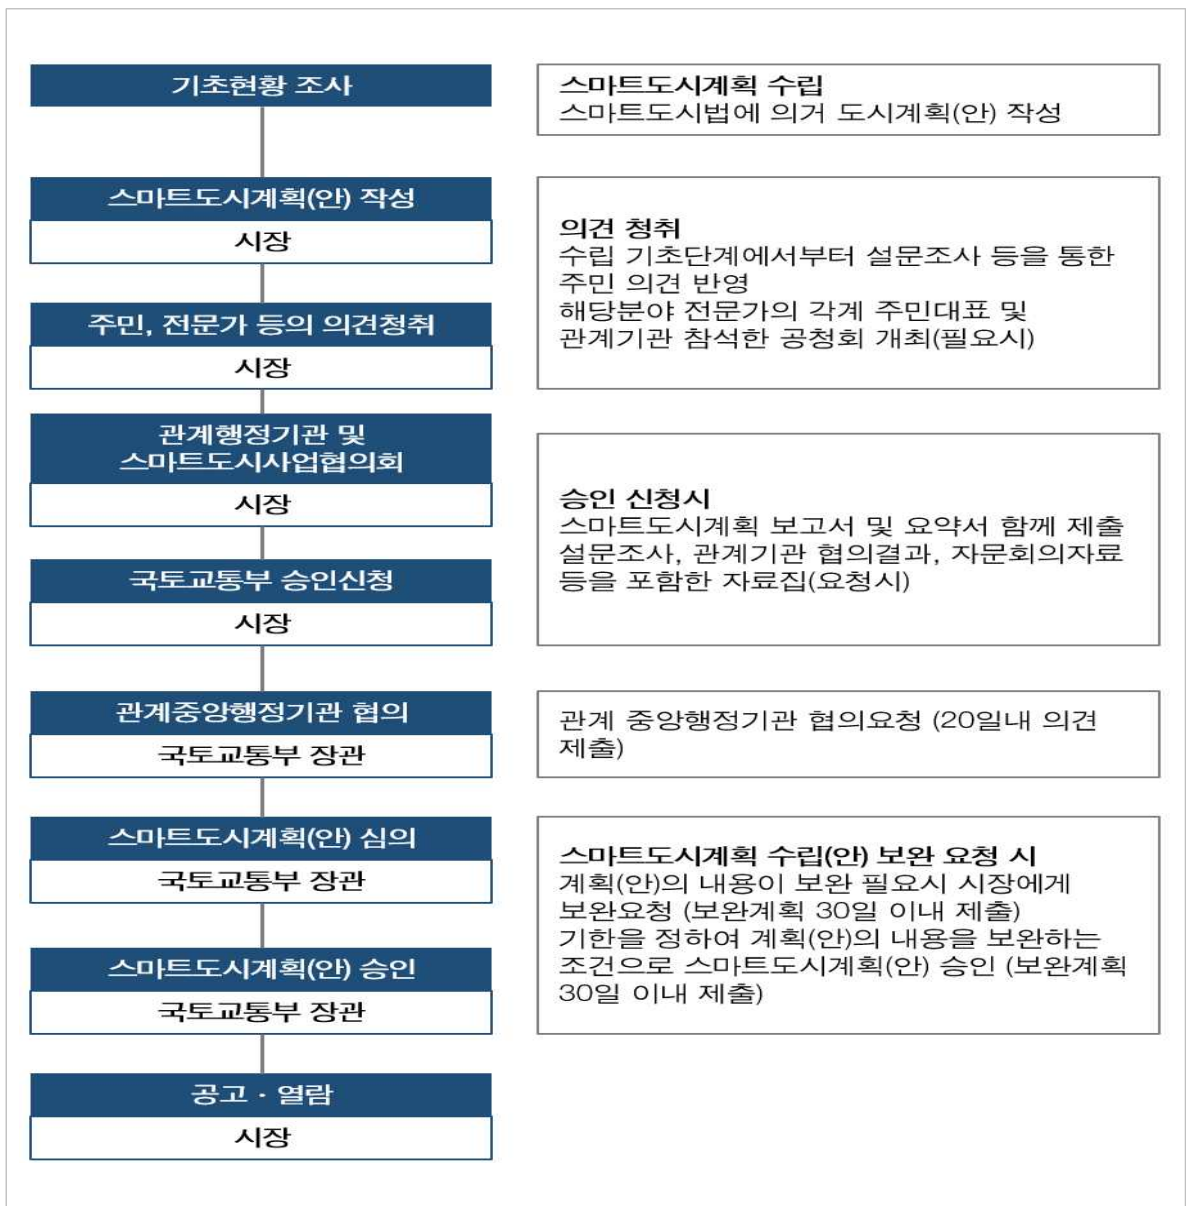 기초현황 조사
스마트도시계획 수립
스마트도시법에 의거 도시계획(안) 작성
스마트도시계획(안) 작성
시장
의견 청취
수립 기초단계에서부터 설문조사 등을 통한
주민 의견 반영
해당분야 전문가의 각계 주민대표 및
관계기관 참석한 공청회 개최(필요시)
주민, 전문가 등의 의견청취
시장
관계행정기관 및
스마트도시사업협의회
시장
승인 신청시
스마트도시계획 보고서 및 요약서 함께 제출
설문조사, 관계기관 협의결과, 자문회의자료
등을 포함한 자료집(요청시)
국토교통부 승인신청
시장
관계중앙행정기관 협의
국토교통부 장관
관계 중앙행정기관 협의요청 (20일내 의견
제출)
스마트도시계획(안) 심의
국토교통부 장관
스마트도시계획 수립(안) 보완 요청 시
계획(안)의 내용이 보완 필요시 시장에게
보완요청 (보완계획 30일 이내 제출)
기한을 정하여 계획(안)의 내용을 보완하는
조건으로 스마트도시계획(안) 승인 (보완계획
30일 이내 제출)
스마트도시계획(안) 승인
국토교통부 장관
공고 · 열람
시장